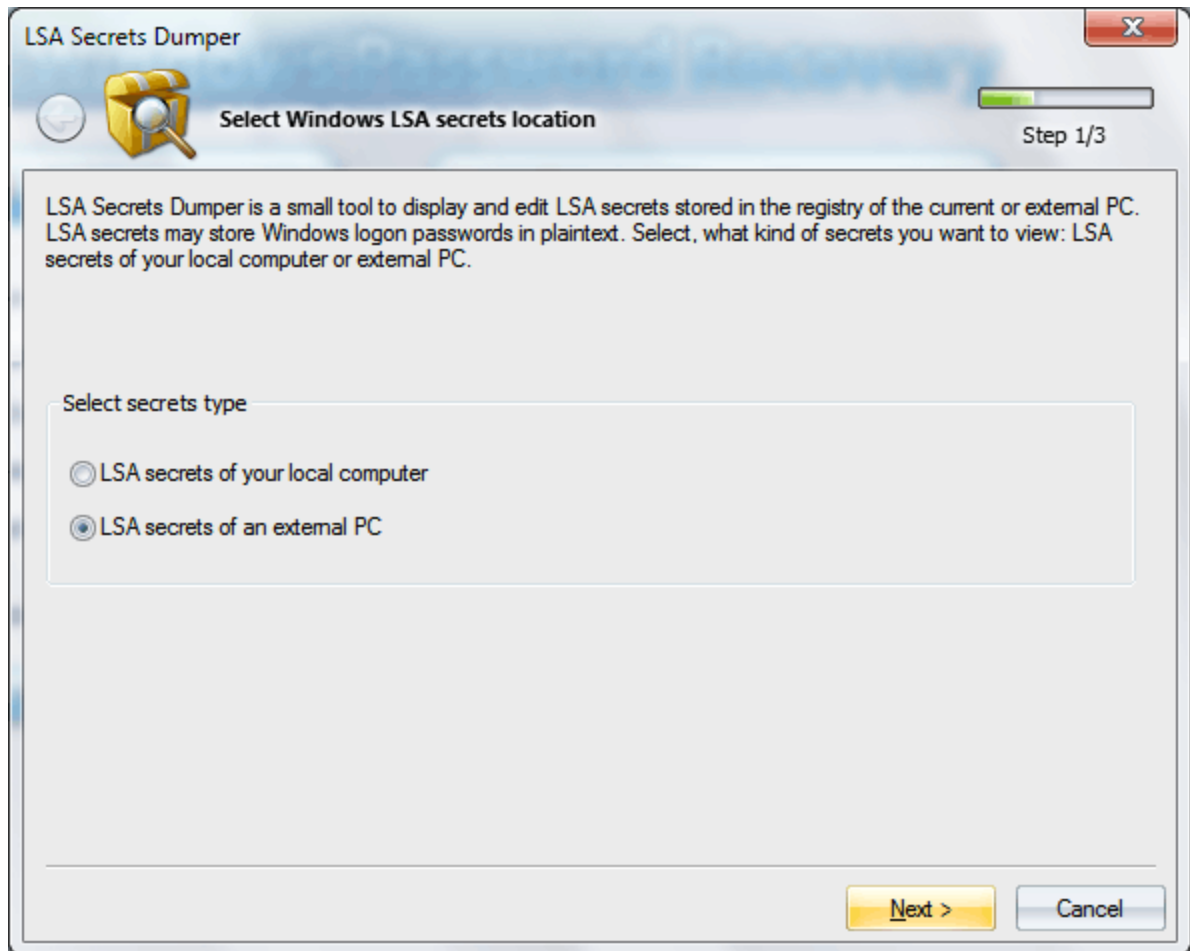 LSA Secrets Dumper
Select Windows LSA secrets location
Step 1/3
LSA Secrets Dumper is a small tool to display and edit LSA secrets stored in the registry of the current or external PC.
LSA secrets may store Windows logon passwords in plaintext. Select, what kind of secrets you want to view: LSA
secrets of your local computer or external PC.
Select secrets type
LSA secrets of your local computer
LSA secrets of an external PC
Next >
Cancel